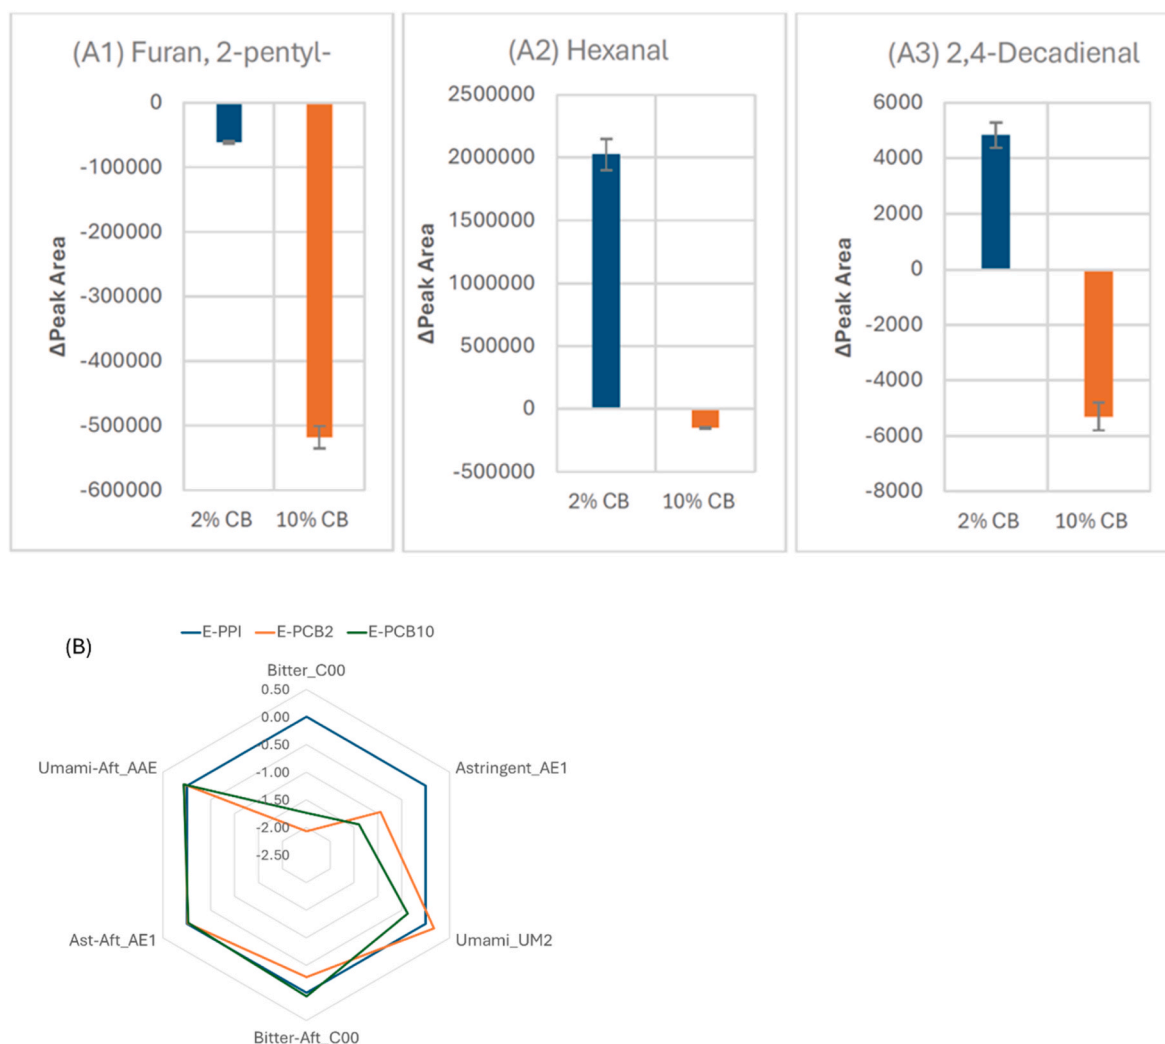 (A1) Furan, 2-pentyl-
0
-100000
-200000
-300000
-400000
-500000
-600000
ΔPeak Area
2% CB 10% CB
(A2) Hexanal
2500000
2000000
1500000
1000000
500000
0
-500000
ΔPeak Area
2% CB 10% CB
(A3) 2,4-Decadienal
6000
4000
2000
0
-2000
-4000
-6000
-8000
ΔPeak Area
2% CB 10% CB
(B)
E-PPI E-PCB2 E-PCB10
Bitter_C00
0.50
0.00
-0.50
-1.00
-1.50
-2.00
-2.50
Umami-Aft_AAE
Astringent_AE1
Ast-Aft_AE1
Umami_UM2
Bitter-Aft_C00